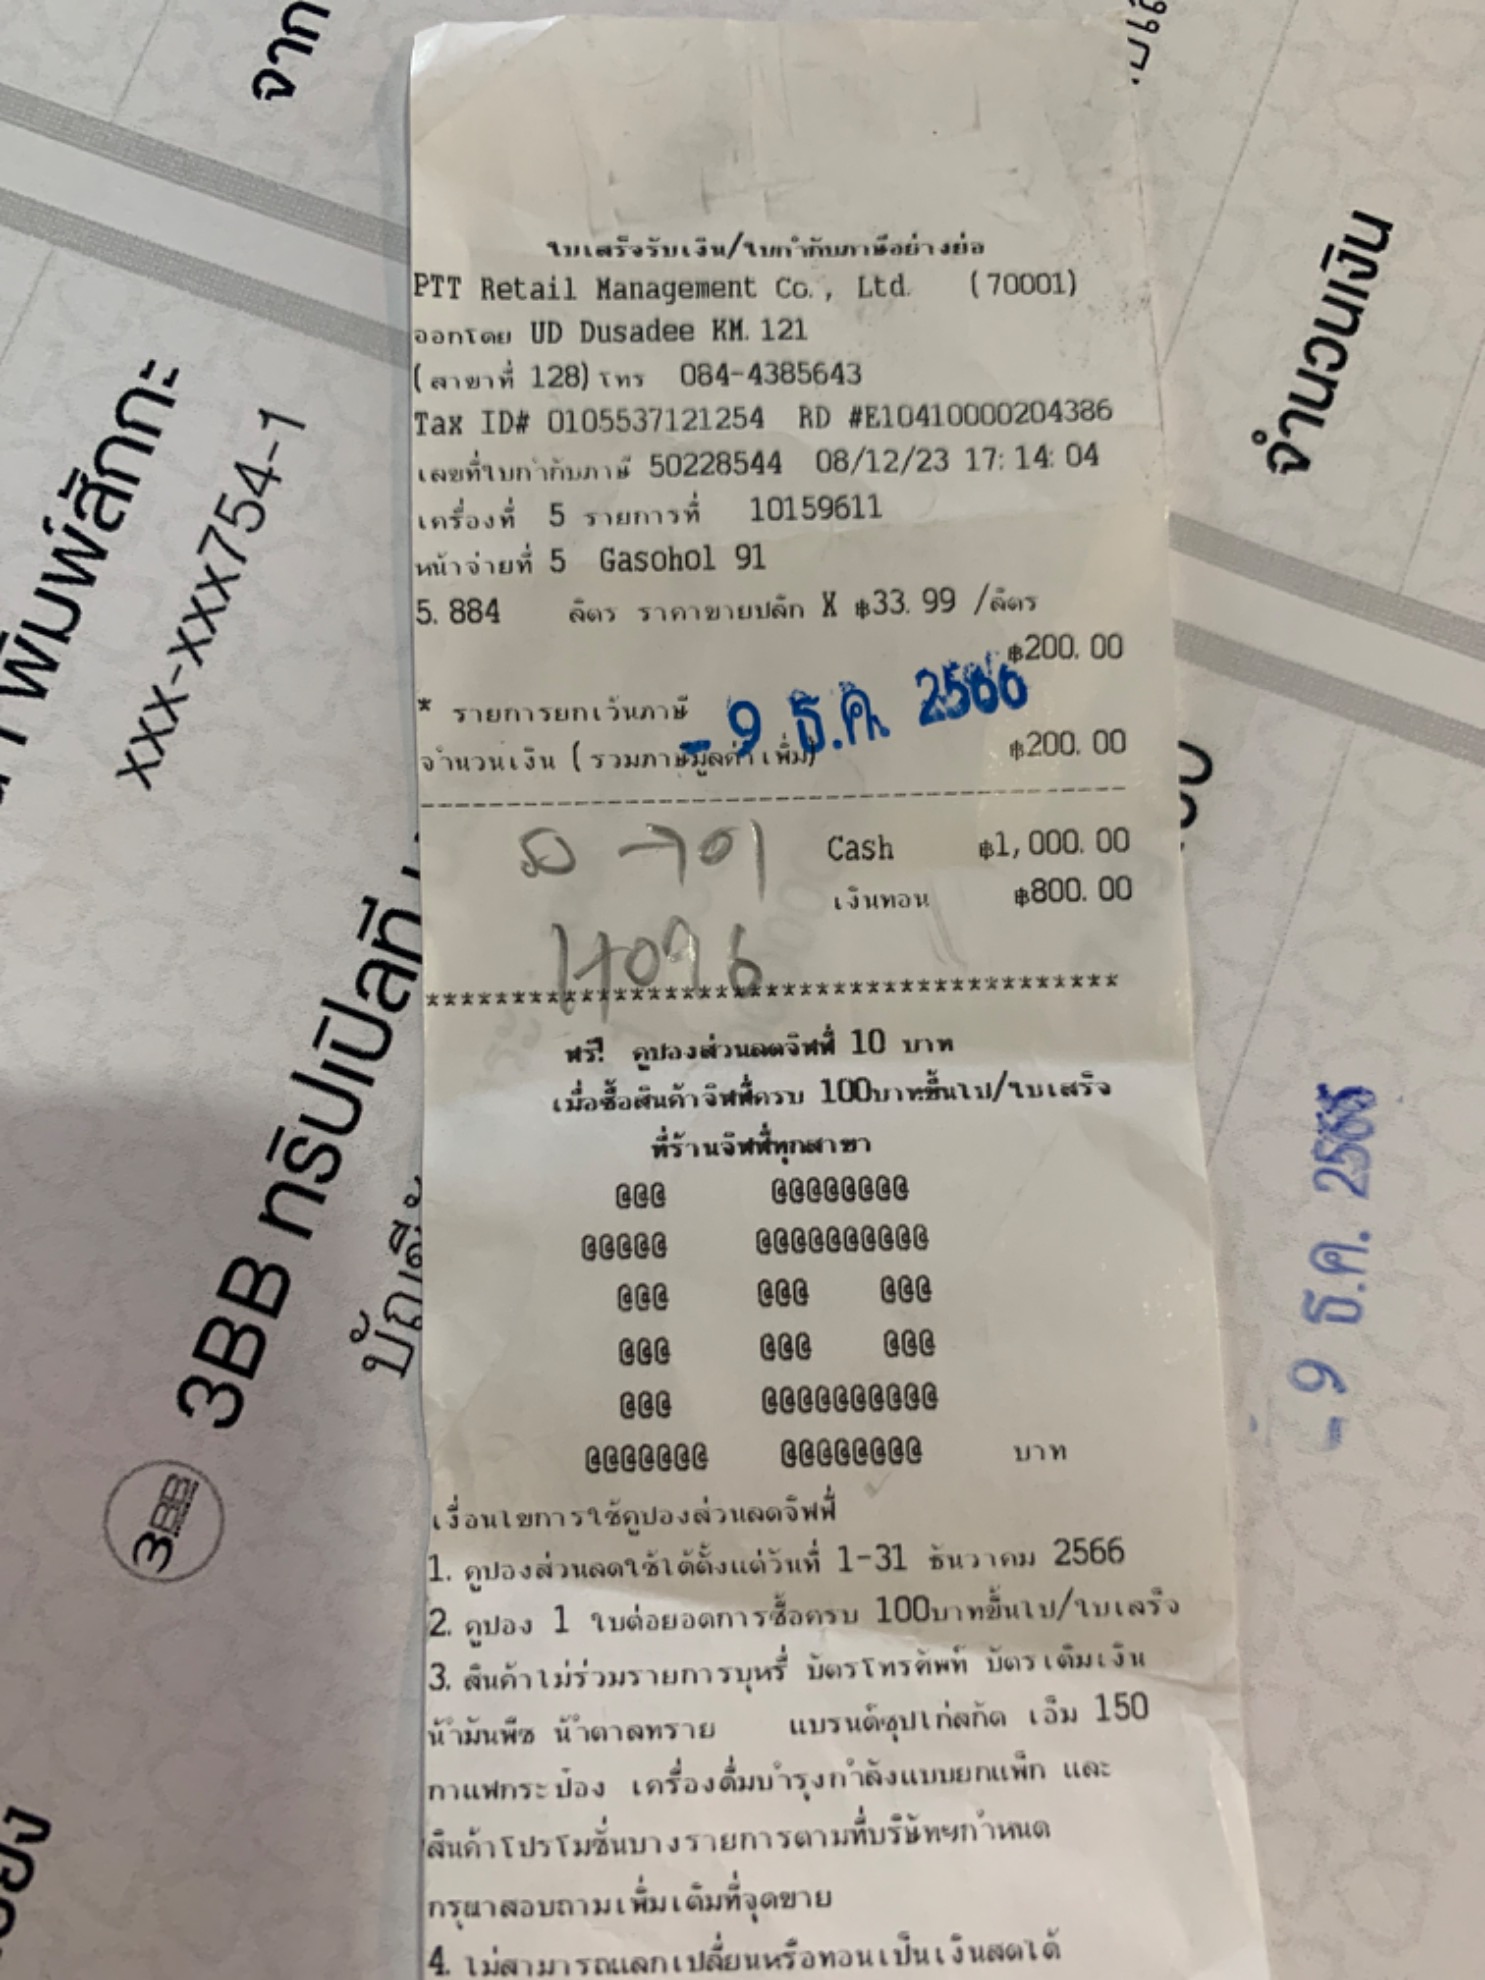 ใบเสร็จรับเงิน/ใบกำกับภาษีอย่างย่อ
PTT Retail Management Co., Ltd. (70001)
ออกโดย UD Dusadee KM.121
(สาขาที่ 128) โทร 084-4385643
Tax ID# 0105537121254 RD #E10410000204386
เลขที่ใบกำกับภาษี 50228544 08/12/23 17:14:04
เครื่องที่ 5 รายการที่ 10159611
หน้าจ่ายที่ 5 Gasohol 91
5.884 ลิตร ราคาขายปลีก X ฿33.99 /ลิตร
฿200.00
* รายการยกเว้นภาษี
- 9 ธ.ค. 2566
จำนวนเงิน (รวมภาษีมูลค่าเพิ่ม) ฿200.00
Cash ฿1,000.00
เงินทอน ฿800.00
****************************************
ฟรี! คูปองส่วนลดจิฟฟี่ 10 บาท
เมื่อซื้อสินค้าจิฟฟี่ครบ 100บาทขึ้นไป/ใบเสร็จ
ที่ร้านจิฟฟี่ทุกสาขา
@@@ @@@@@@@@
@@@@@ @@@@@@@@@@
@@@ @@@ @@@
@@@ @@@ @@@
@@@ @@@@@@@@@@
@@@@@@@ @@@@@@@@ บาท
เงื่อนไขการใช้คูปองส่วนลดจิฟฟี่
1. คูปองส่วนลดใช้ได้ตั้งแต่วันที่ 1-31 ธันวาคม 2566
2. คูปอง 1 ใบต่อยอดการซื้อครบ 100บาทขึ้นไป/ใบเสร็จ
3. สินค้าไม่ร่วมรายการบุหรี่ บัตรโทรศัพท์ บัตรเติมเงิน
น้ำมันพืช น้ำตาลทราย แบรนด์ซุปไก่สกัด เอ็ม 150
กาแฟกระป๋อง เครื่องดื่มบำรุงกำลังแบบยกแพ็ก และ
สินค้าโปรโมชั่นบางรายการตามที่บริษัทฯกำหนด
กรุณาสอบถามเพิ่มเติมที่จุดขาย
4. ไม่สามารถแลกเปลี่ยนหรือทอนเป็นเงินสดได้
จาก
พิมพ์สักกะ
xxx-xxx754-1
3BB ทริปเปิลที
3BB
จำนวนเงิน
- 9 ธ.ค. 2566